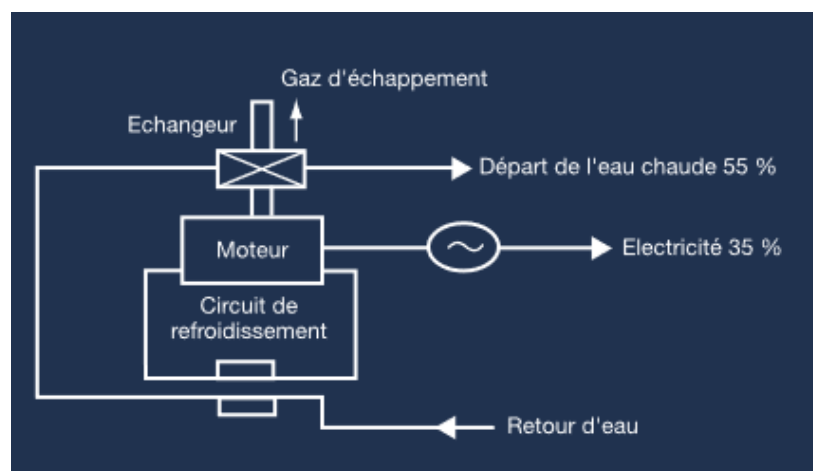 Gaz d'échappement
Echangeur
Départ de l'eau chaude 55 %
Moteur
Electricité 35 %
Circuit de
refroidissement
Retour d'eau